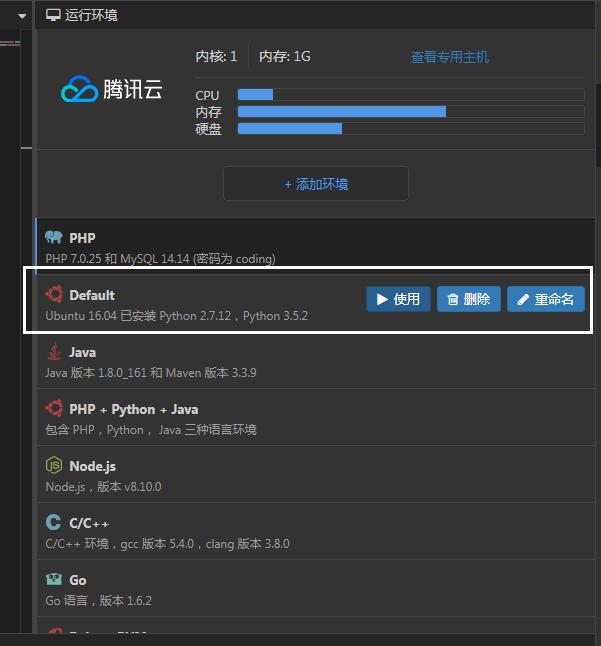 运行环境
腾讯云
内核: 1 内存: 1G 查看专用主机
CPU
内存
硬盘
+ 添加环境
PHP
PHP 7.0.25 和 MySQL 14.14 (密码为 coding)
Default
使用 删除 重命名
Ubuntu 16.04 已安装 Python 2.7.12，Python 3.5.2
Java
Java 版本 1.8.0_161 和 Maven 版本 3.3.9
PHP + Python + Java
包含 PHP，Python， Java 三种语言环境
Node.js
Node.js，版本 v8.10.0
C/C++
C/C++ 环境，gcc 版本 5.4.0，clang 版本 3.8.0
Go
Go 语言，版本 1.6.2